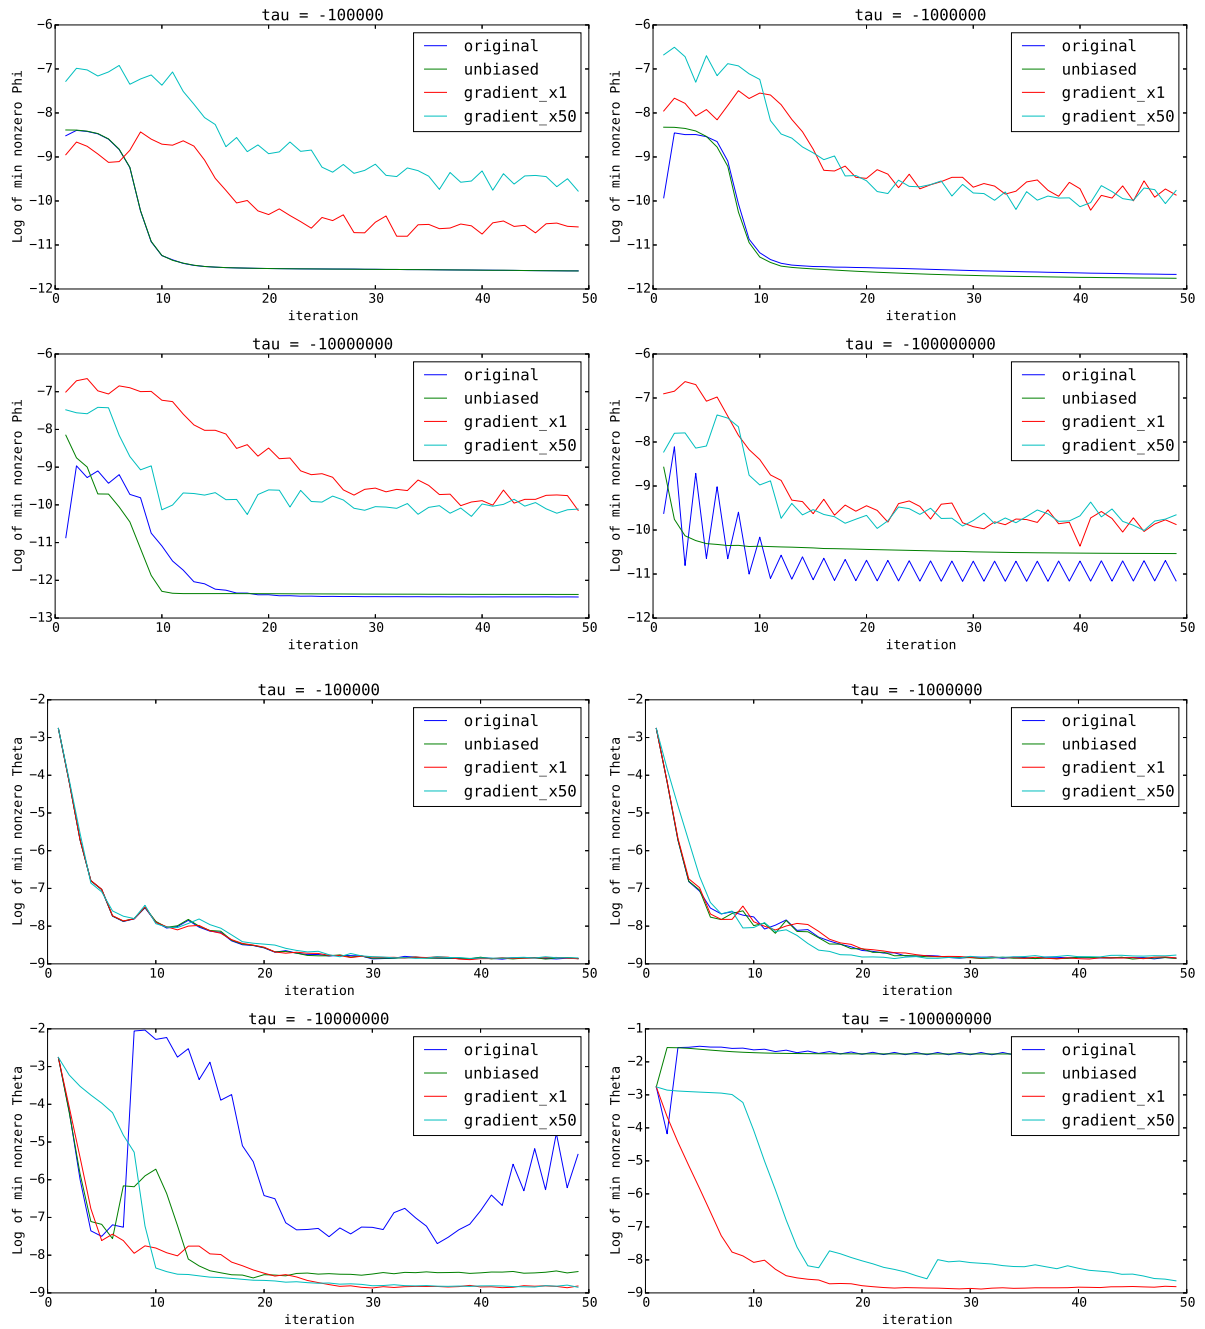 tau = -100000
Log of min nonzero Phi
−6
−7
−8
−9
−10
−11
−12
0 10 20 30 40 50
iteration
original
unbiased
gradient_x1
gradient_x50
tau = -1000000
Log of min nonzero Phi
−6
−7
−8
−9
−10
−11
−12
0 10 20 30 40 50
iteration
original
unbiased
gradient_x1
gradient_x50
tau = -10000000
Log of min nonzero Phi
−6
−7
−8
−9
−10
−11
−12
−13
0 10 20 30 40 50
iteration
original
unbiased
gradient_x1
gradient_x50
tau = -100000000
Log of min nonzero Phi
−6
−7
−8
−9
−10
−11
−12
0 10 20 30 40 50
iteration
original
unbiased
gradient_x1
gradient_x50
tau = -100000
Log of min nonzero Theta
−2
−3
−4
−5
−6
−7
−8
−9
0 10 20 30 40 50
iteration
original
unbiased
gradient_x1
gradient_x50
tau = -1000000
Log of min nonzero Theta
−2
−3
−4
−5
−6
−7
−8
−9
0 10 20 30 40 50
iteration
original
unbiased
gradient_x1
gradient_x50
tau = -10000000
Log of min nonzero Theta
−2
−3
−4
−5
−6
−7
−8
−9
0 10 20 30 40 50
iteration
original
unbiased
gradient_x1
gradient_x50
tau = -100000000
Log of min nonzero Theta
−1
−2
−3
−4
−5
−6
−7
−8
−9
0 10 20 30 40 50
iteration
original
unbiased
gradient_x1
gradient_x50